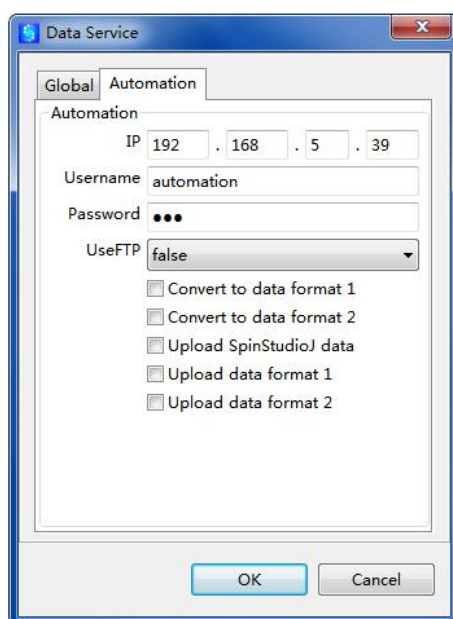 Data Service
Global Automation
Automation
IP 192 . 168 . 5 . 39
Username automation
Password ●●●
UseFTP false
Convert to data format 1
Convert to data format 2
Upload SpinStudioJ data
Upload data format 1
Upload data format 2
OK Cancel